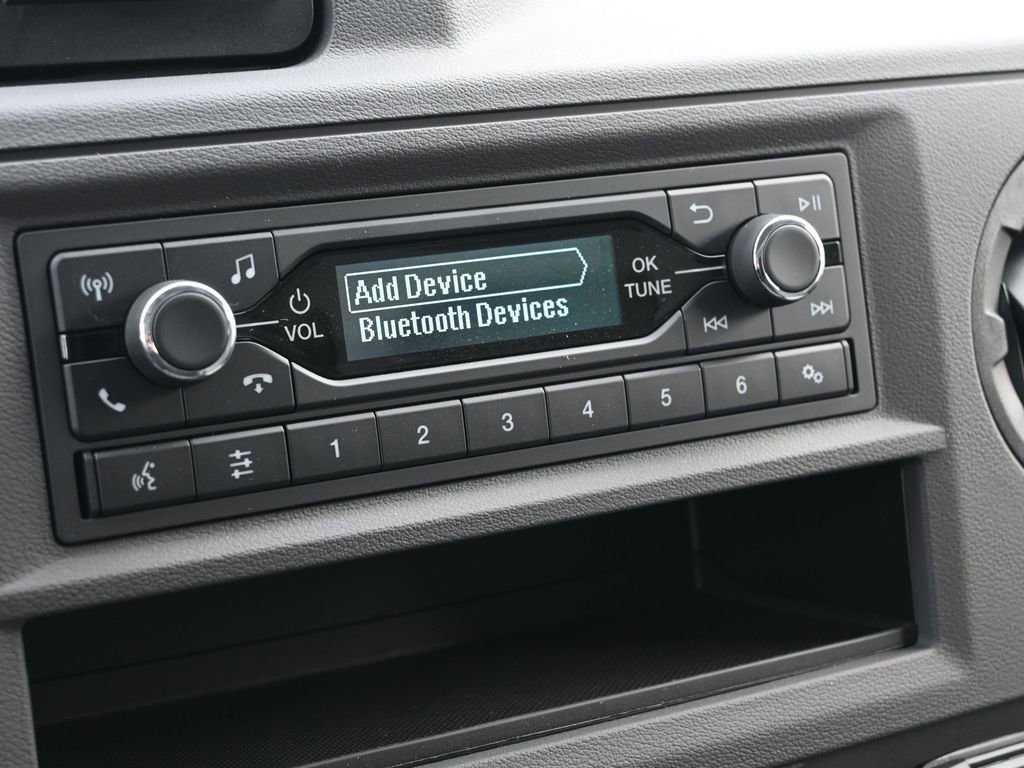 Add Device
Bluetooth Devices
VOL
OK
TUNE
1 2 3 4 5 6